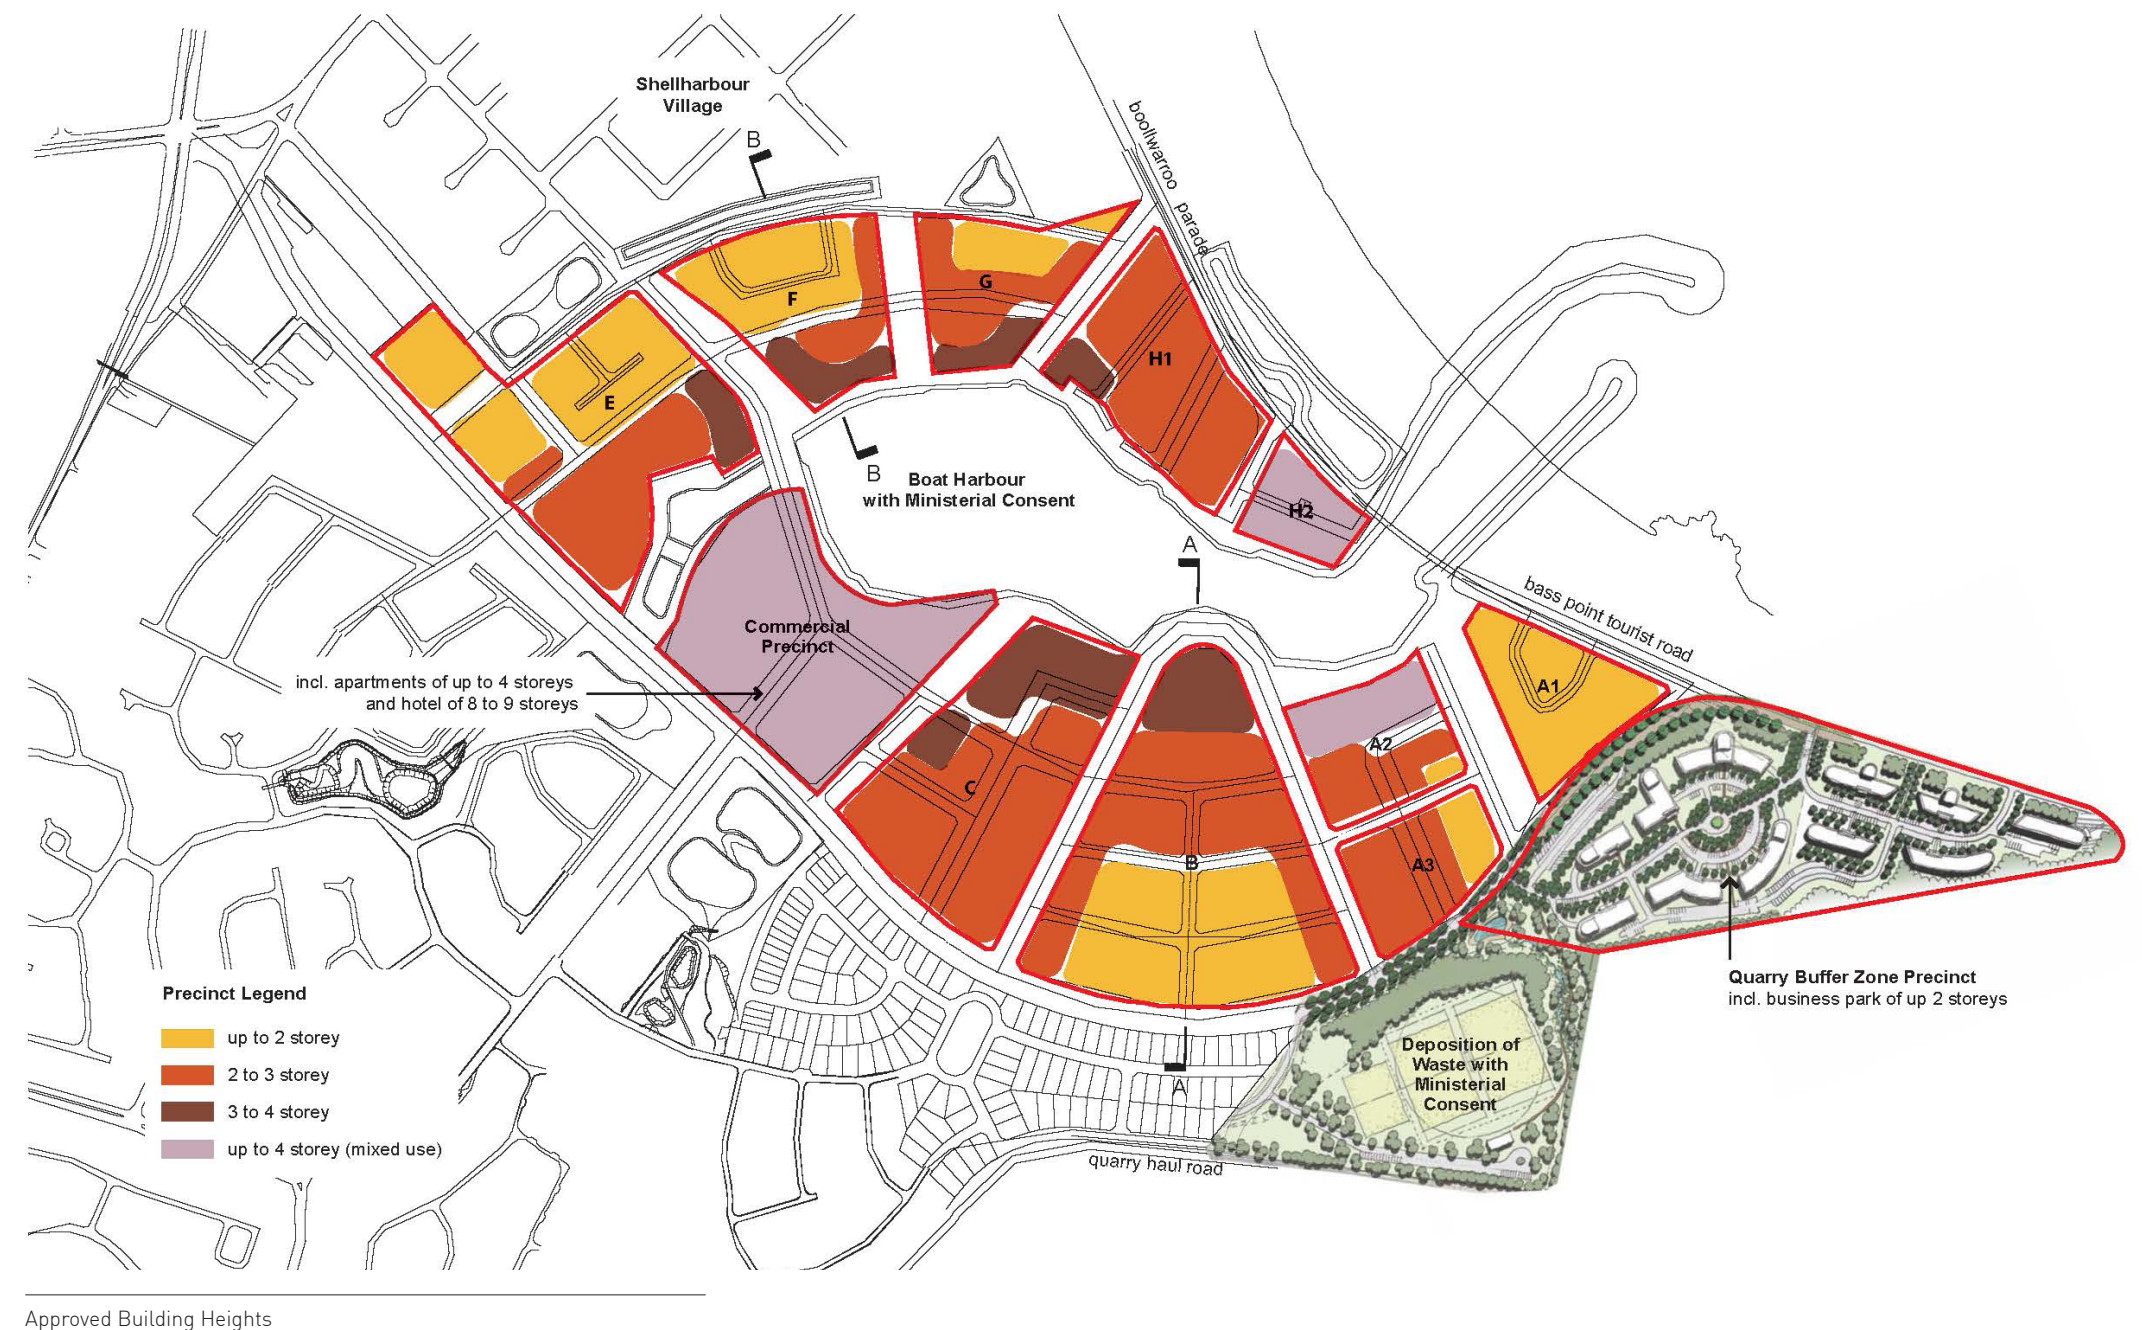 Shellharbour
Village
B
boollwarroo parade
F
G
H1
E
B
Boat Harbour
with Ministerial Consent
H2
A
bass point tourist road
Commercial
Precinct
incl. apartments of up to 4 storeys
and hotel of 8 to 9 storeys
A1
A2
C
B
A3
Quarry Buffer Zone Precinct
incl. business park of up 2 storeys
Precinct Legend
up to 2 storey
2 to 3 storey
3 to 4 storey
up to 4 storey (mixed use)
Deposition of
Waste with
Ministerial
Consent
A
quarry haul road
Approved Building Heights